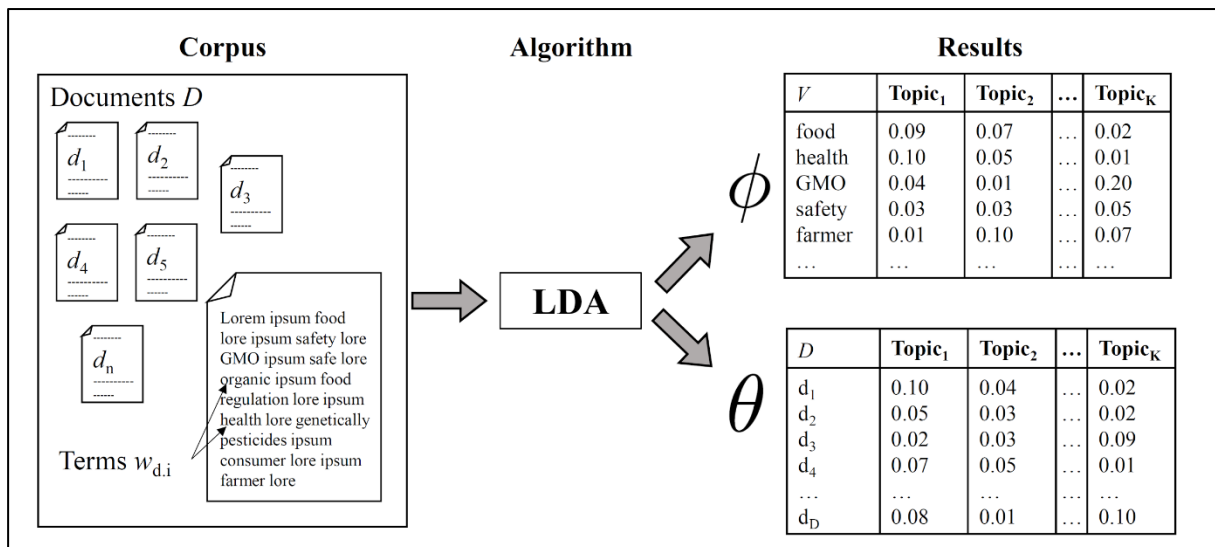 Corpus
Algorithm
Results
Documents D
d1
d2
d3
d4
d5
dn
Lorem ipsum food
lore ipsum safety lore
GMO ipsum safe lore
organic ipsum food
regulation lore ipsum
health lore genetically
pesticides ipsum
consumer lore ipsum
farmer lore
Terms wd.i
LDA
ϕ
V Topic1 Topic2 ... TopicK
food 0.09 0.07 ... 0.02
health 0.10 0.05 ... 0.01
GMO 0.04 0.01 ... 0.20
safety 0.03 0.03 ... 0.05
farmer 0.01 0.10 ... 0.07
... ... ... ... ...
θ
D Topic1 Topic2 ... TopicK
d1 0.10 0.04 ... 0.02
d2 0.05 0.03 ... 0.02
d3 0.02 0.03 ... 0.09
d4 0.07 0.05 ... 0.01
... ... ... ... ...
dD 0.08 0.01 ... 0.10